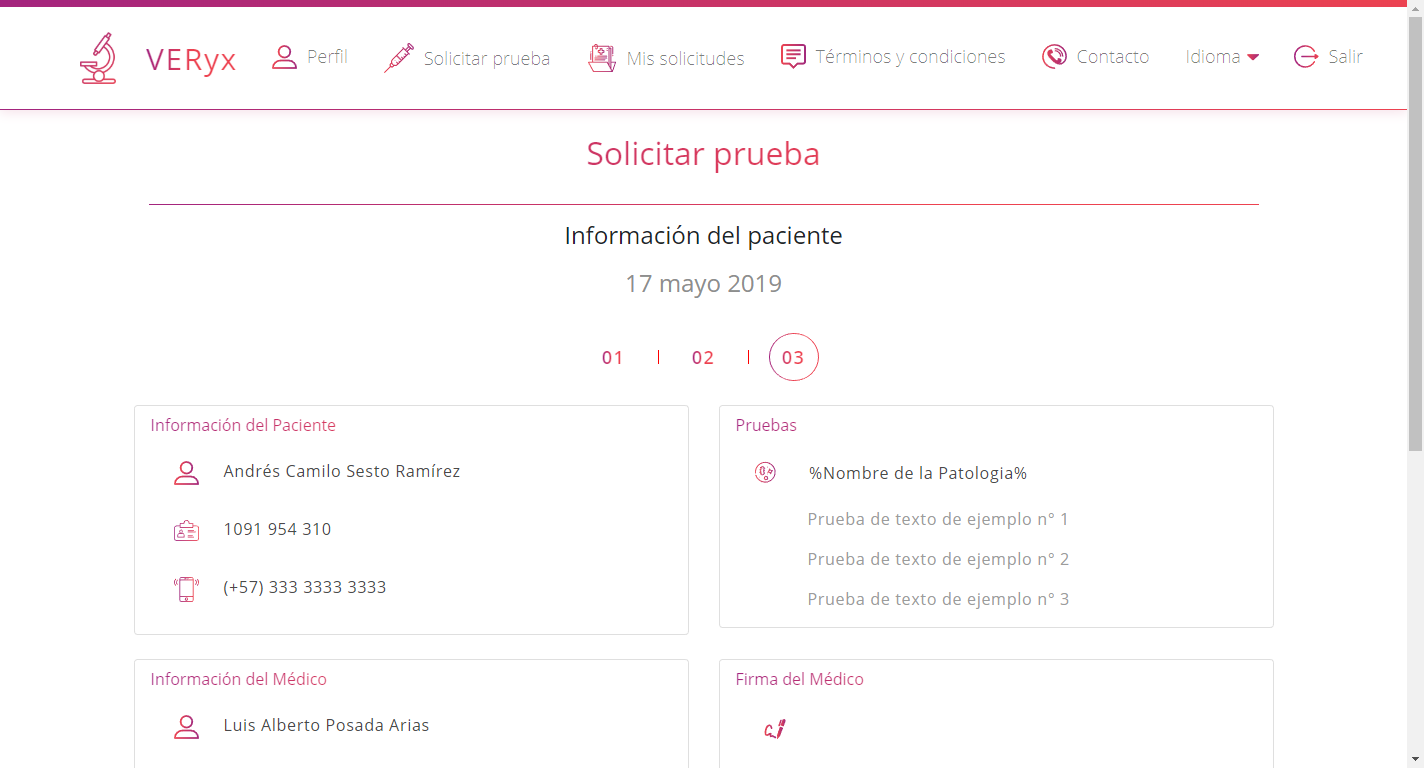 VERyx Perfil Solicitar prueba Mis solicitudes Términos y condiciones Contacto Idioma Salir
Solicitar prueba
Información del paciente
17 mayo 2019
01 02 03
Información del Paciente
Andrés Camilo Sesto Ramírez
1091 954 310
(+57) 333 3333 3333
Pruebas
%Nombre de la Patologia%
Prueba de texto de ejemplo n° 1
Prueba de texto de ejemplo n° 2
Prueba de texto de ejemplo n° 3
Información del Médico
Luis Alberto Posada Arias
Firma del Médico